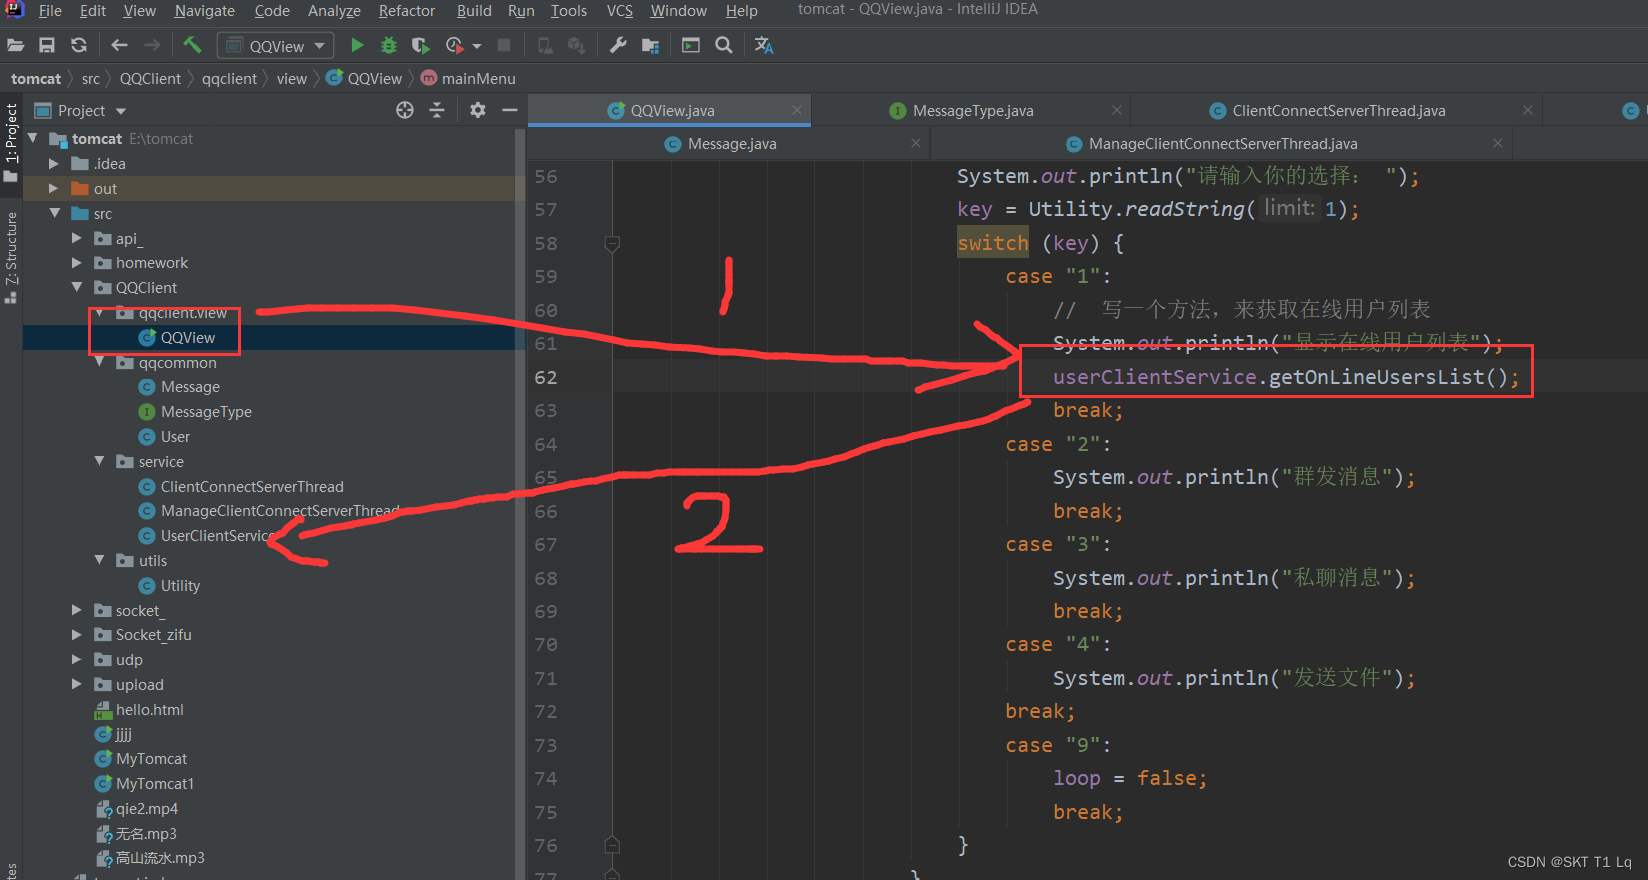 File Edit View Navigate Code Analyze Refactor Build Run Tools VCS Window Help tomcat - QQView.java - IntelliJ IDEA
QQView
tomcat src QQClient qqclient view QQView mainMenu
Project
1: Project
Z: Structure
tomcat E:\tomcat
.idea
out
src
api_
homework
QQClient
qqclient.view
QQView
qqcommon
Message
MessageType
User
service
ClientConnectServerThread
ManageClientConnectServerThread
UserClientService
utils
Utility
socket_
Socket_zifu
udp
upload
hello.html
jjjj
MyTomcat
MyTomcat1
qie2.mp4
无名.mp3
高山流水.mp3
QQView.java MessageType.java ClientConnectServerThread.java
Message.java ManageClientConnectServerThread.java
56 System.out.println("请输入你的选择： ");
57 key = Utility.readString( limit: 1);
58 switch (key) {
59 case "1":
60 // 写一个方法，来获取在线用户列表
61 System.out.println("显示在线用户列表");
62 userClientService.getOnLineUsersList();
63 break;
64 case "2":
65 System.out.println("群发消息");
66 break;
67 case "3":
68 System.out.println("私聊消息");
69 break;
70 case "4":
71 System.out.println("发送文件");
72 break;
73 case "9":
74 loop = false;
75 break;
76 }
77 }
1
2
CSDN @SKT T1 Lq